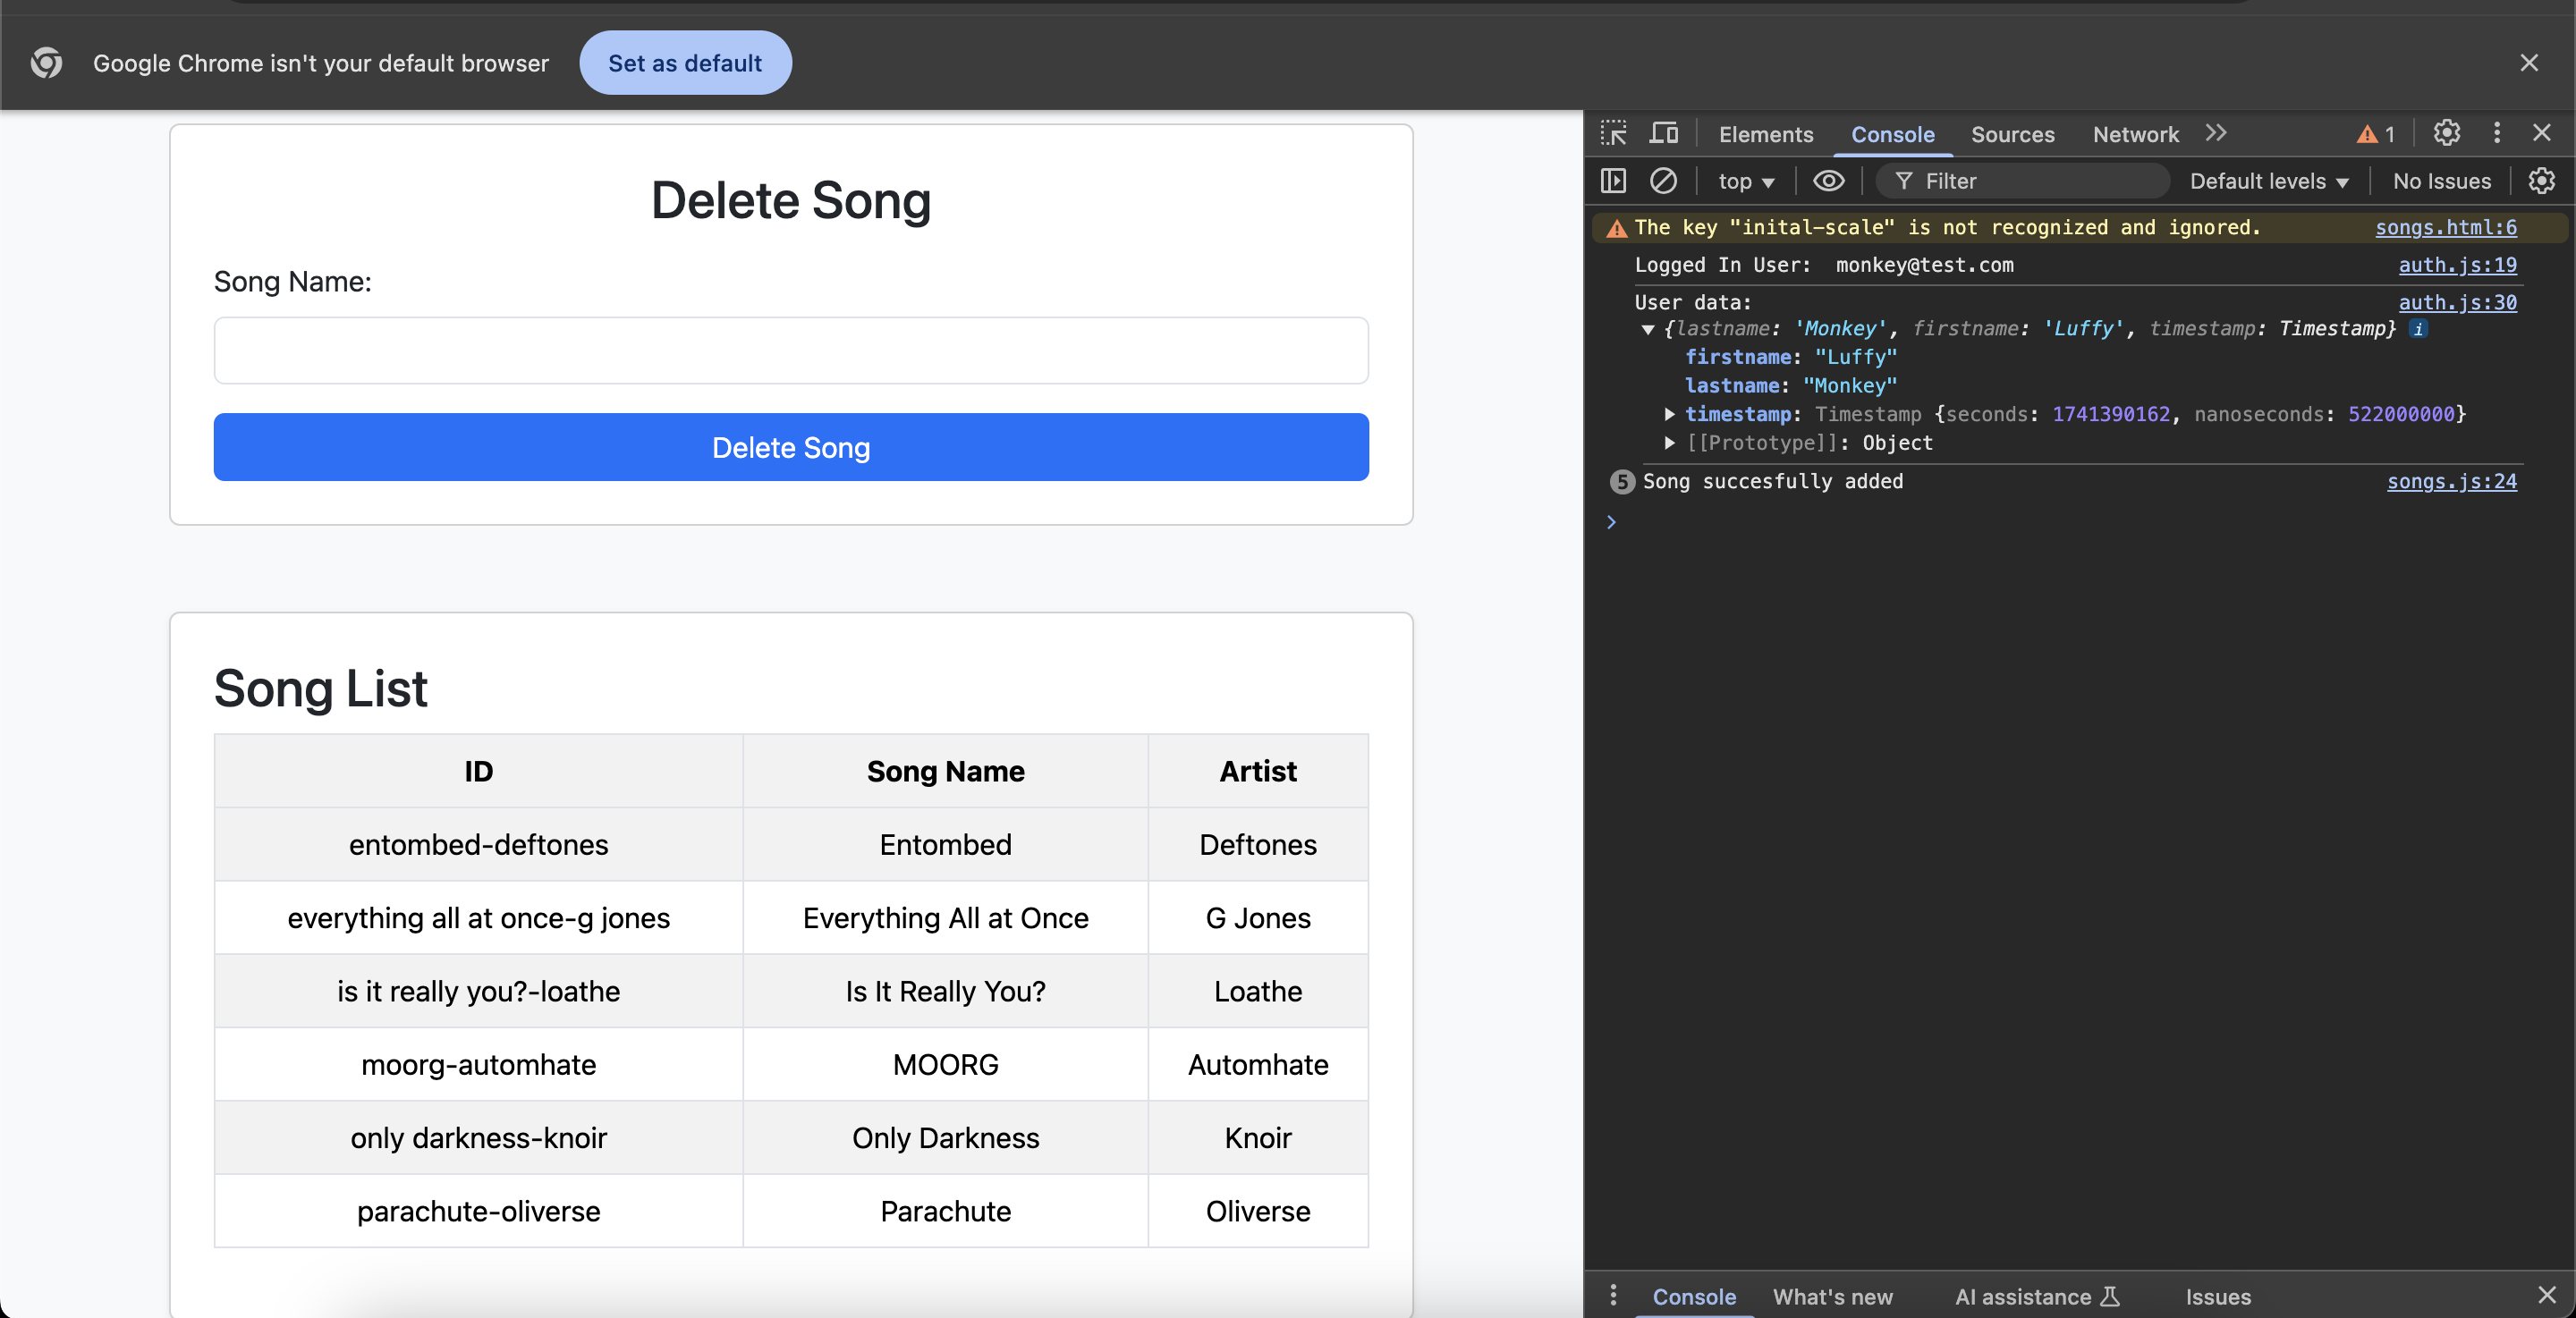 Google Chrome isn't your default browser Set as default
Delete Song
Song Name:
Delete Song
Song List
ID Song Name Artist
entombed-deftones Entombed Deftones
everything all at once-g jones Everything All at Once G Jones
is it really you?-loathe Is It Really You? Loathe
moorg-automhate MOORG Automhate
only darkness-knoir Only Darkness Knoir
parachute-oliverse Parachute Oliverse
Elements Console Sources Network 1
top Filter Default levels No Issues
The key "inital-scale" is not recognized and ignored. songs.html:6
Logged In User: monkey@test.com auth.js:19
User data: auth.js:30
{lastname: 'Monkey', firstname: 'Luffy', timestamp: Timestamp} i
firstname: "Luffy"
lastname: "Monkey"
timestamp: Timestamp {seconds: 1741390162, nanoseconds: 522000000}
[[Prototype]]: Object
5 Song succesfully added songs.js:24
Console What's new AI assistance Issues